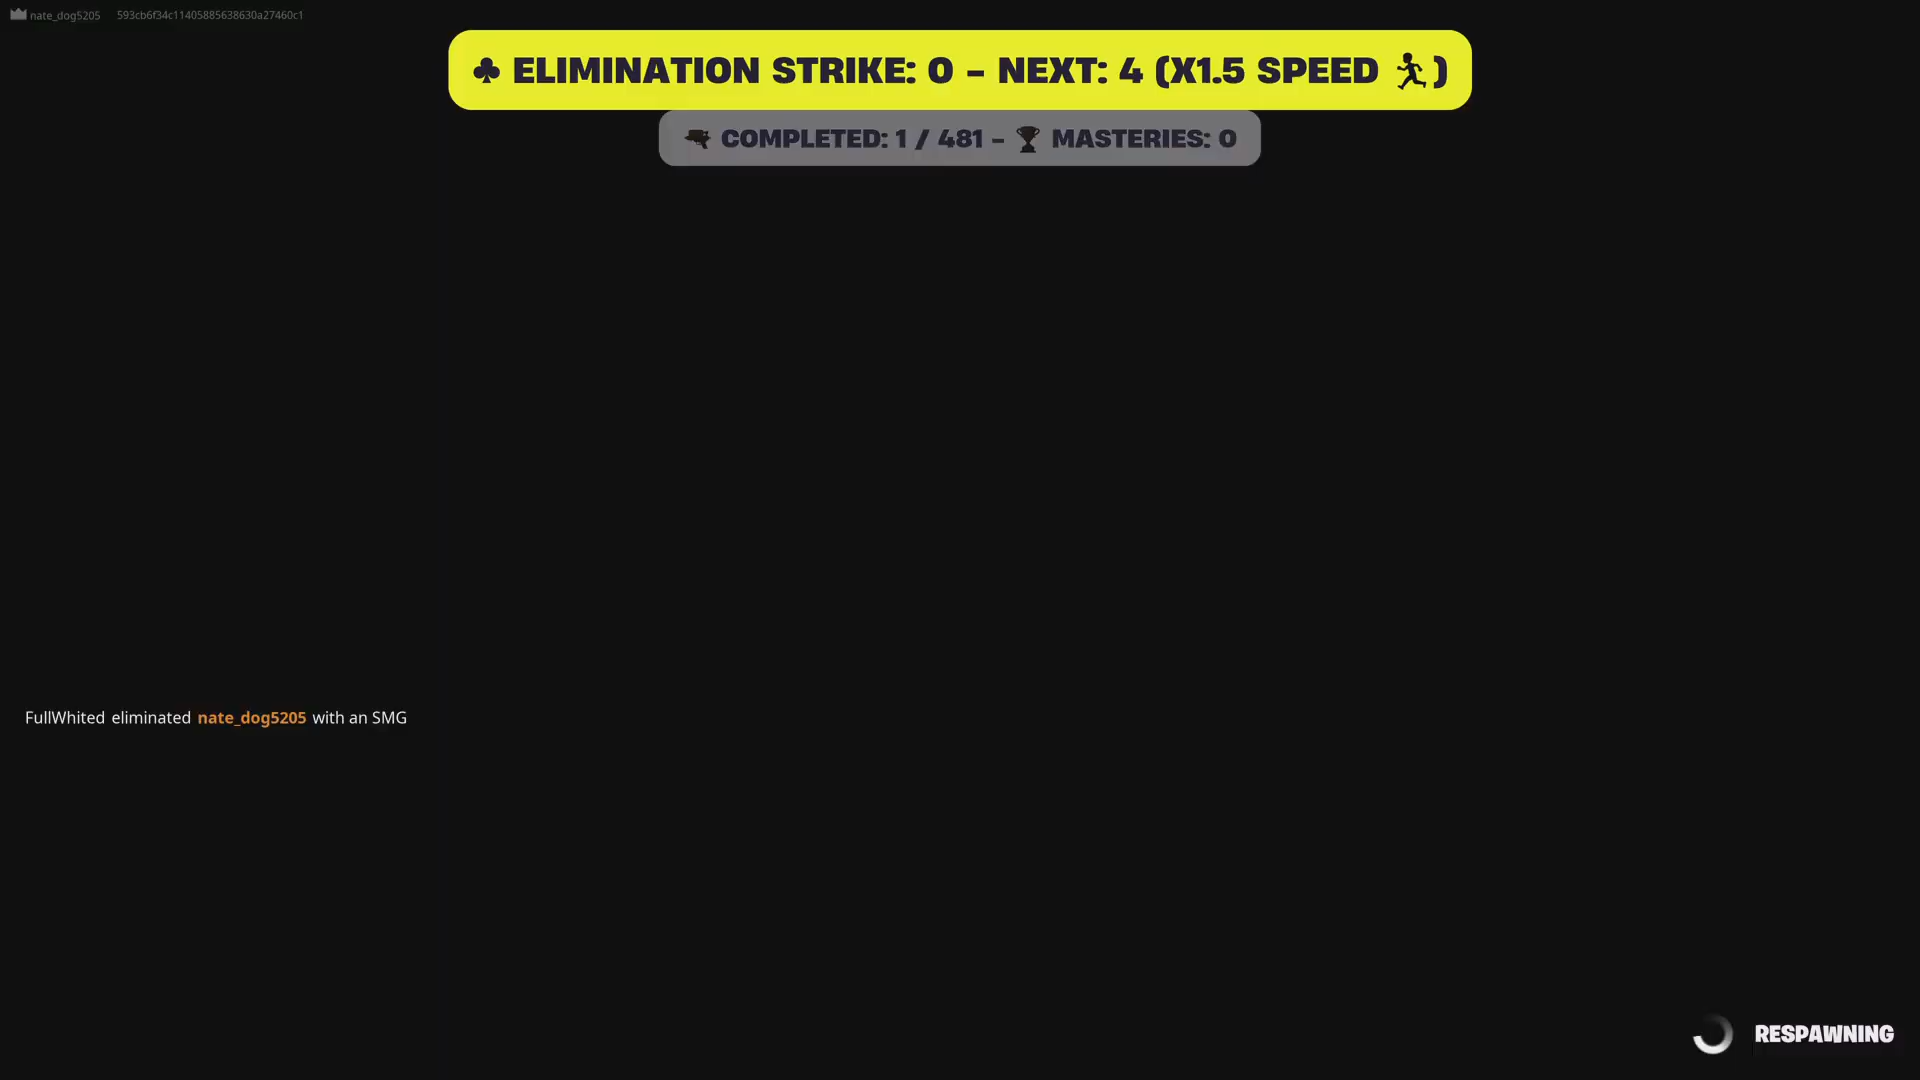 nate_dog5205 593cb6f34c11405885638630a27460c1
♣ ELIMINATION STRIKE: 0 - NEXT: 4 (X1.5 SPEED 🏃)
COMPLETED: 1 / 481 - 🏆 MASTERIES: 0
FullWhited eliminated nate_dog5205 with an SMG
RESPAWNING